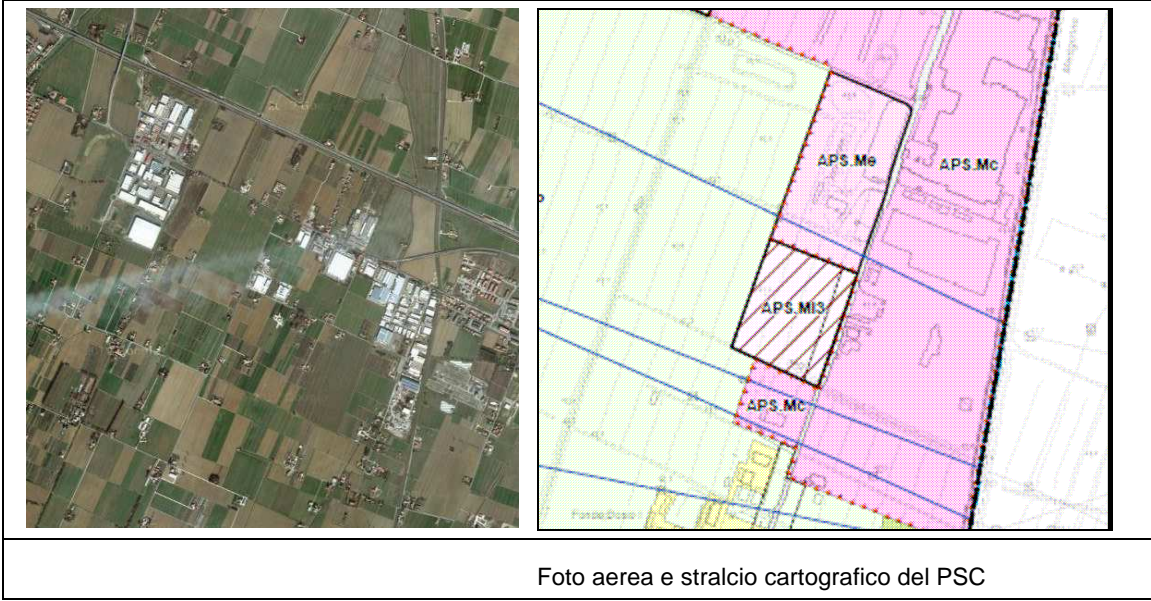 APS.Me
APS.Mc
APS.MI3
APS.Mc
Foto aerea e stralcio cartografico del PSC